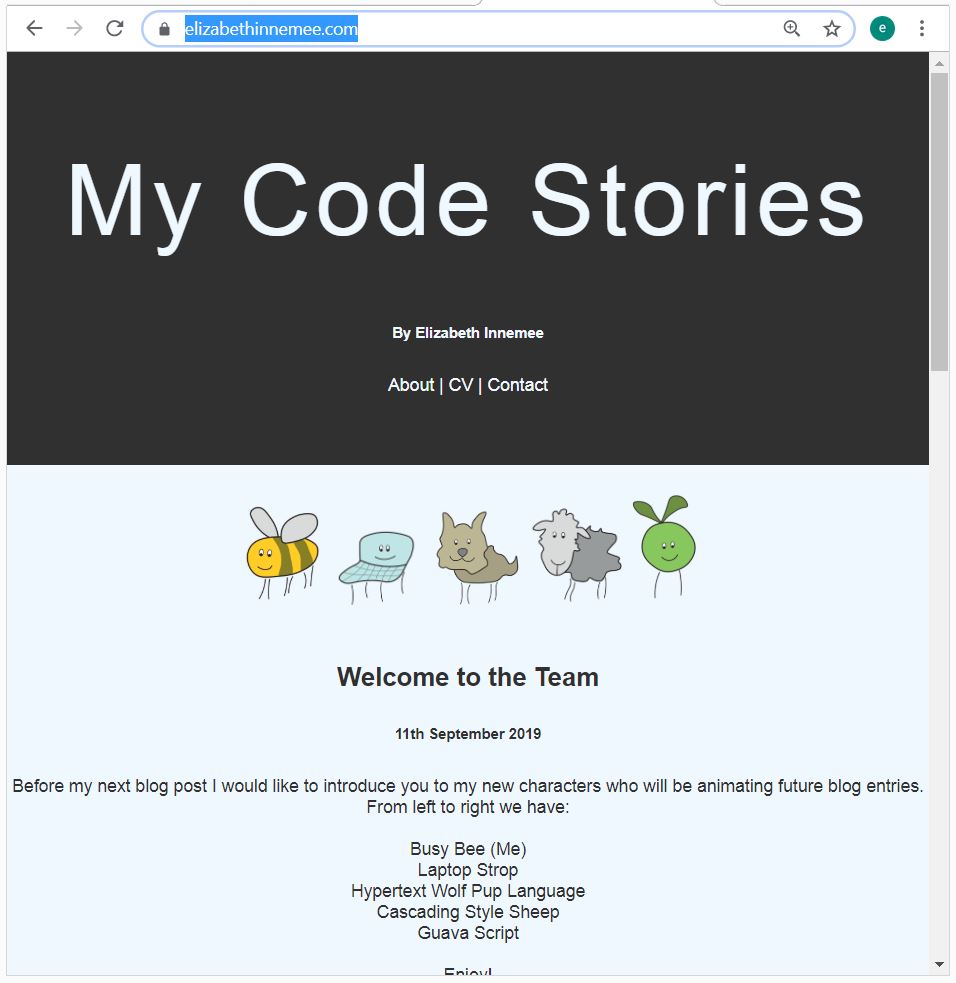 elizabethinnemee.com
e
My Code Stories
By Elizabeth Innemee
About | CV | Contact
Welcome to the Team
11th September 2019
Before my next blog post I would like to introduce you to my new characters who will be animating future blog entries.
From left to right we have:
Busy Bee (Me)
Laptop Strop
Hypertext Wolf Pup Language
Cascading Style Sheep
Guava Script
Enjoy!